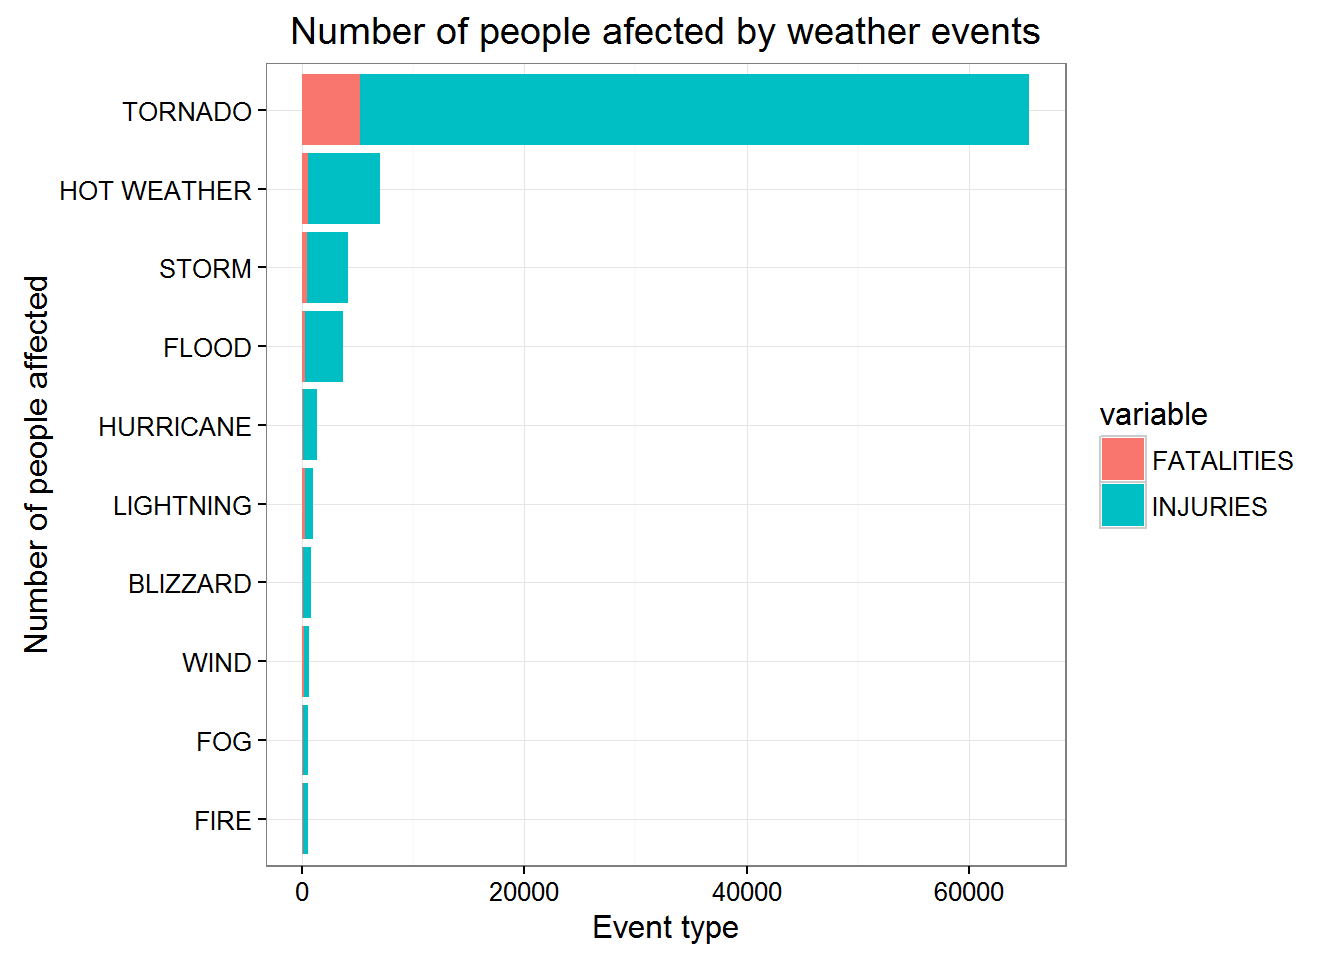 Number of people afected by weather events
Number of people affected
TORNADO
HOT WEATHER
STORM
FLOOD
HURRICANE
LIGHTNING
BLIZZARD
WIND
FOG
FIRE
0 20000 40000 60000
Event type
variable
FATALITIES
INJURIES